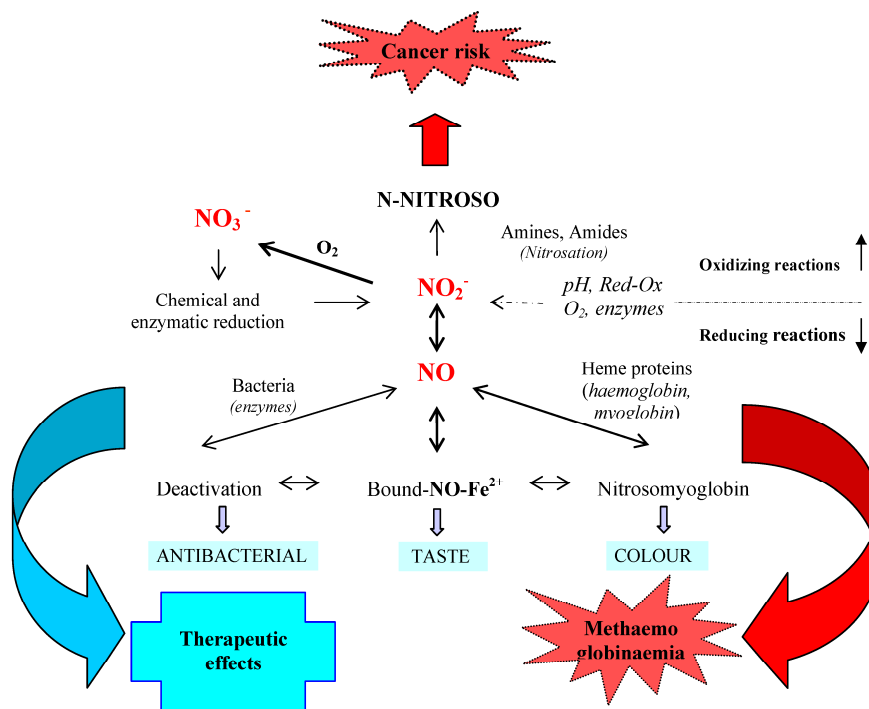 Cancer risk
N-NITROSO
NO₃⁻
O₂
Amines, Amides
(Nitrosation)
Oxidizing reactions
NO₂⁻
pH, Red-Ox
O₂, enzymes
Chemical and
enzymatic reduction
Reducing reactions
NO
Bacteria
(enzymes)
Heme proteins
(haemoglobin,
myoglobin)
Deactivation
Bound-NO-Fe²⁺
Nitrosomyoglobin
ANTIBACTERIAL
TASTE
COLOUR
Therapeutic
effects
Methaemo
globinaemia